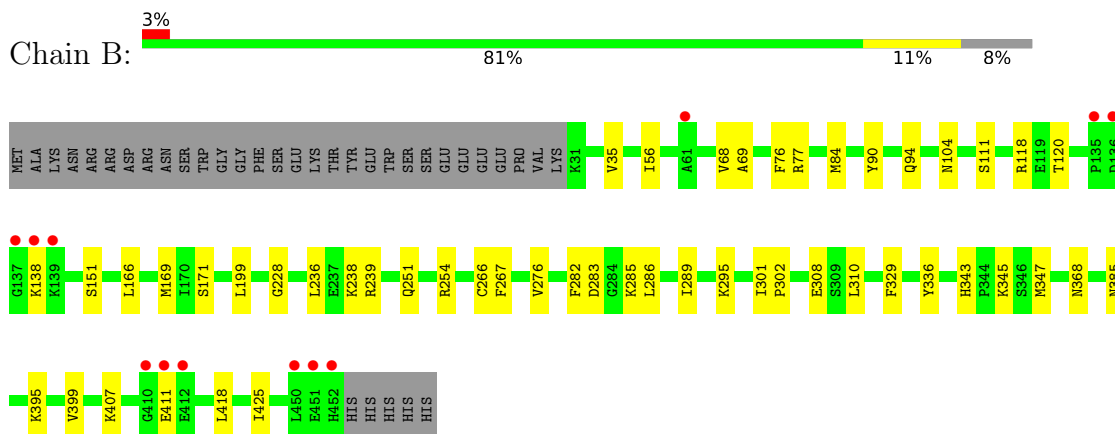 3%
Chain B:
81% 11% 8%
MET ALA LYS ASN ARG ARG ASP ARG ASN SER TRP GLY GLY PHE SER GLU LYS THR TYR GLU TRP SER SER GLU GLU GLU GLU PRO VAL LYS K31 V35 I56 A61 V68 A69 F76 R77 M84 Y90 Q94 N104 S111 R118 E119 T120 P135 D136
G137 K138 K139 S151 L166 M169 I170 S171 L199 G228 L236 E237 K238 R239 Q251 R254 C266 F267 V276 F282 D283 G284 K285 L286 I289 K295 I301 P302 E308 S309 L310 F329 Y336 H343 P344 K345 S346 M347 N368 N385
K395 V399 K407 G410 E411 E412 L418 I425 L450 E451 H452 HIS HIS HIS HIS HIS